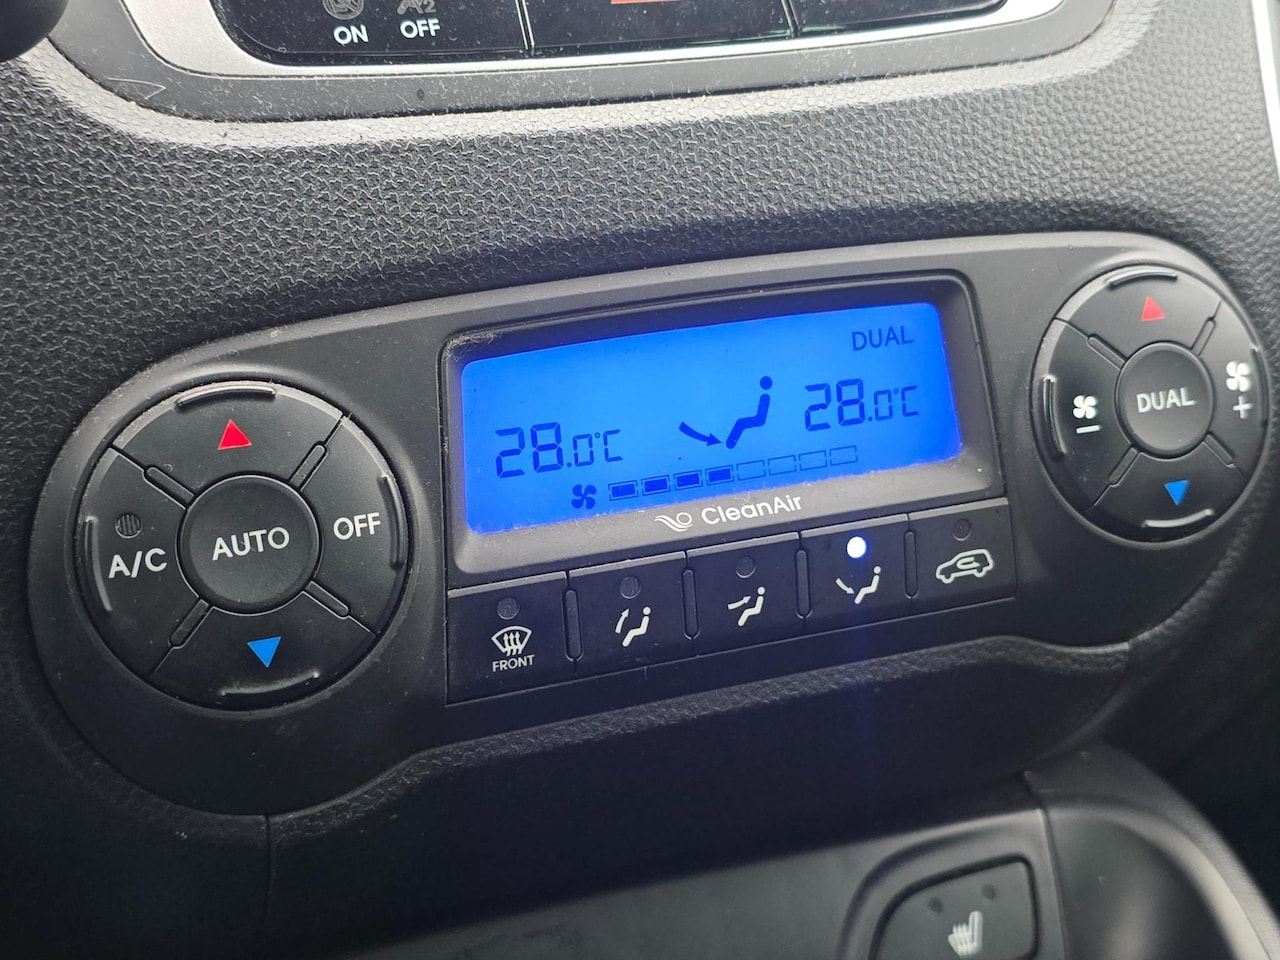 ON OFF
DUAL
28.0°C 28.0°C
CleanAir
A/C AUTO OFF
DUAL
− +
FRONT